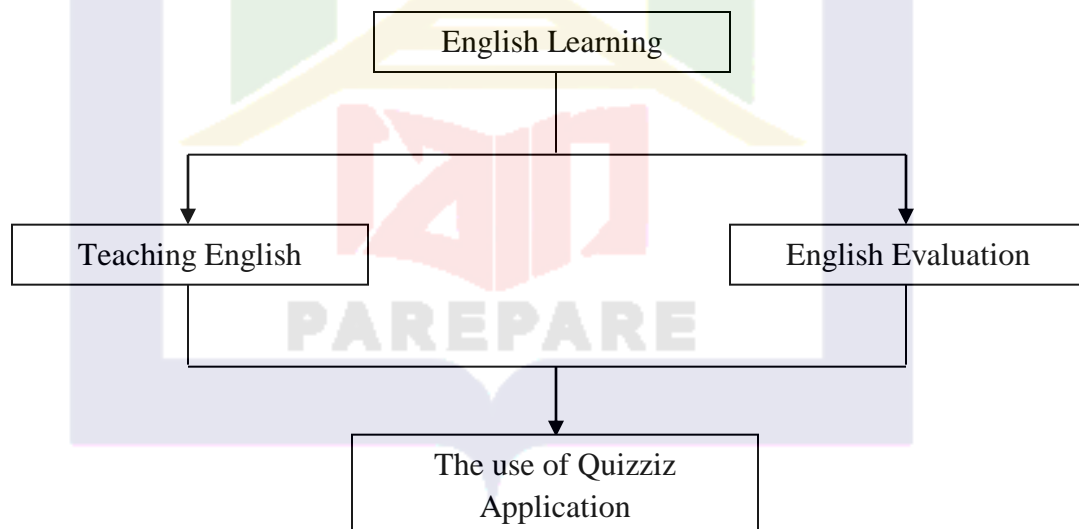 English Learning
Teaching English
English Evaluation
PAREPARE
The use of Quizziz
Application